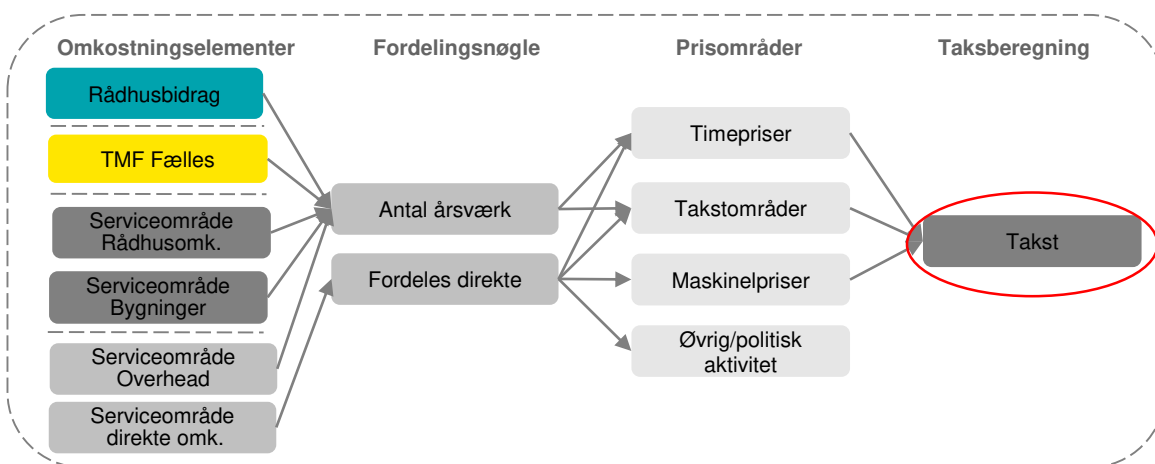 Omkostningselementer
Fordelingsnøgle
Prisområder
Taksberegning
Rådhusbidrag
TMF Fælles
Serviceområde
Rådhusomk.
Serviceområde
Bygninger
Serviceområde
Overhead
Serviceområde
direkte omk.
Antal årsværk
Fordeles direkte
Timepriser
Takstområder
Maskinelpriser
Øvrig/politisk
aktivitet
Takst